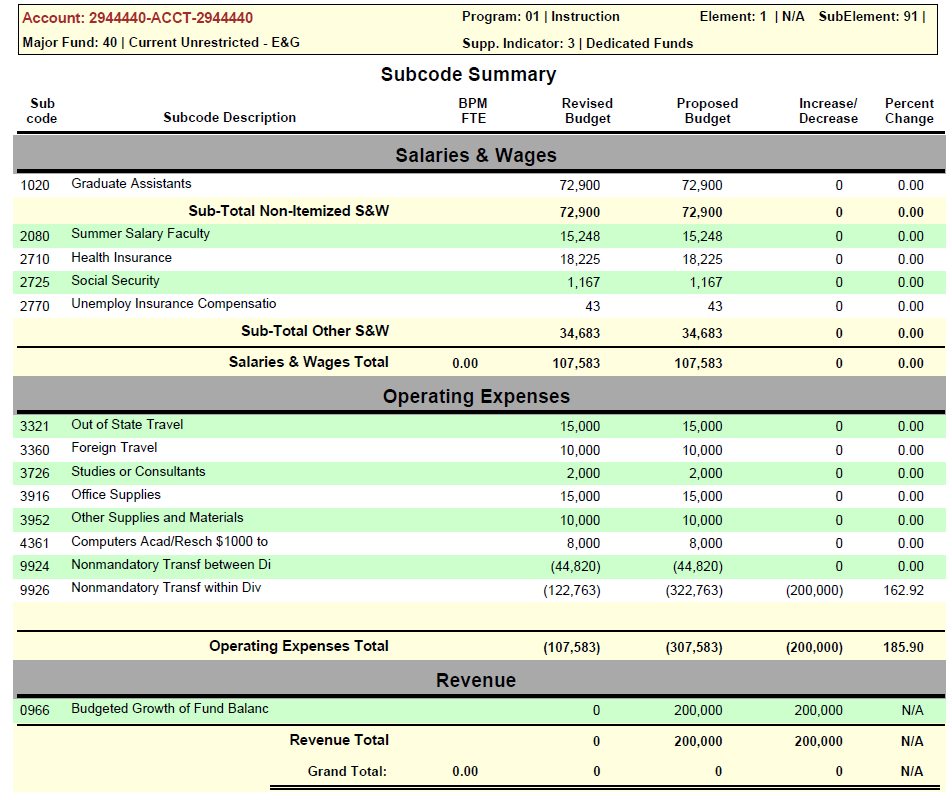 Account: 2944440-ACCT-2944440 Program: 01 | Instruction Element: 1 | N/A SubElement: 91 |
Major Fund: 40 | Current Unrestricted - E&G Supp. Indicator: 3 | Dedicated Funds
Subcode Summary
Sub BPM Revised Proposed Increase/ Percent
code Subcode Description FTE Budget Budget Decrease Change
Salaries & Wages
1020 Graduate Assistants 72,900 72,900 0 0.00
Sub-Total Non-Itemized S&W 72,900 72,900 0 0.00
2080 Summer Salary Faculty 15,248 15,248 0 0.00
2710 Health Insurance 18,225 18,225 0 0.00
2725 Social Security 1,167 1,167 0 0.00
2770 Unemploy Insurance Compensatio 43 43 0 0.00
Sub-Total Other S&W 34,683 34,683 0 0.00
Salaries & Wages Total 0.00 107,583 107,583 0 0.00
Operating Expenses
3321 Out of State Travel 15,000 15,000 0 0.00
3360 Foreign Travel 10,000 10,000 0 0.00
3726 Studies or Consultants 2,000 2,000 0 0.00
3916 Office Supplies 15,000 15,000 0 0.00
3952 Other Supplies and Materials 10,000 10,000 0 0.00
4361 Computers Acad/Resch $1000 to 8,000 8,000 0 0.00
9924 Nonmandatory Transf between Di (44,820) (44,820) 0 0.00
9926 Nonmandatory Transf within Div (122,763) (322,763) (200,000) 162.92
Operating Expenses Total (107,583) (307,583) (200,000) 185.90
Revenue
0966 Budgeted Growth of Fund Balanc 0 200,000 200,000 N/A
Revenue Total 0 200,000 200,000 N/A
Grand Total: 0.00 0 0 0 N/A